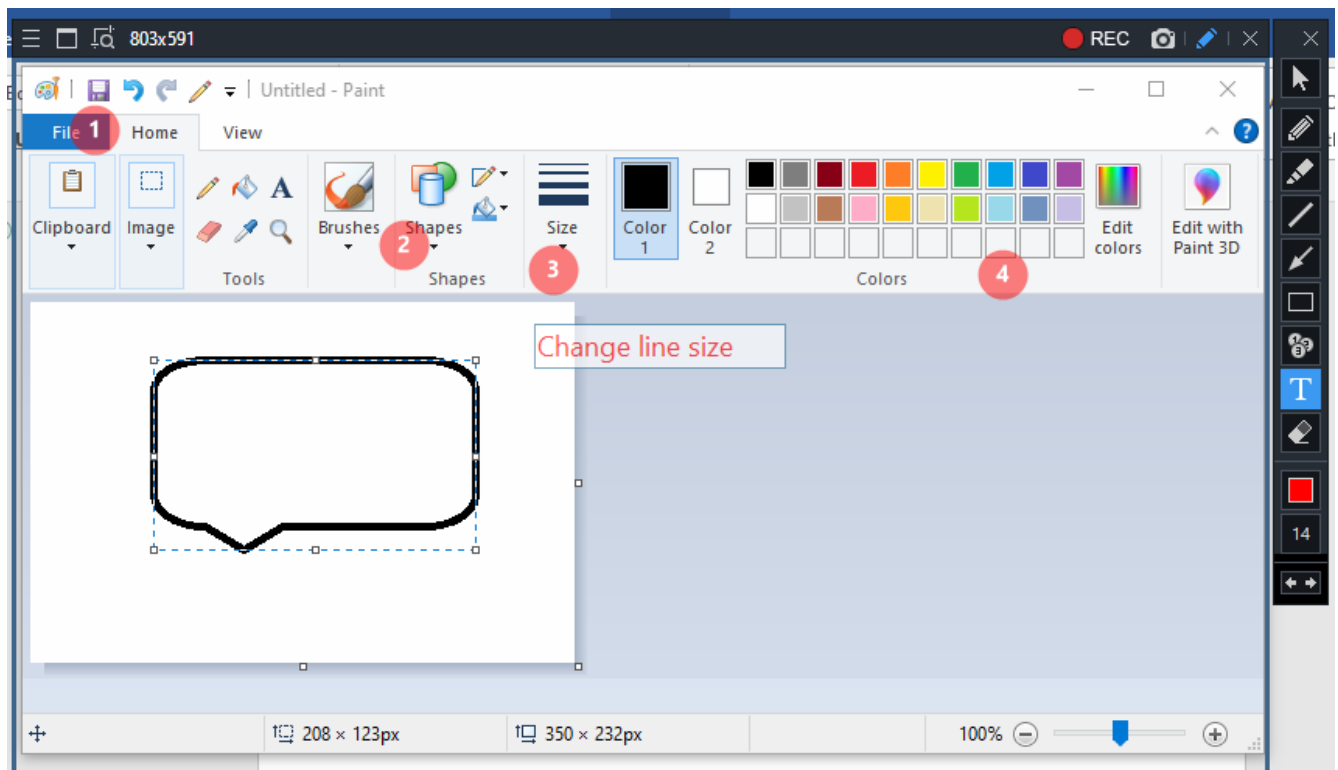 803x591
REC
Untitled - Paint
File 1 Home View
Clipboard Image Brushes Shapes Size Color 1 Color 2 Edit colors Edit with Paint 3D
2 3 4
Tools Shapes Colors
Change line size
T
14
208 × 123px 350 × 232px 100%